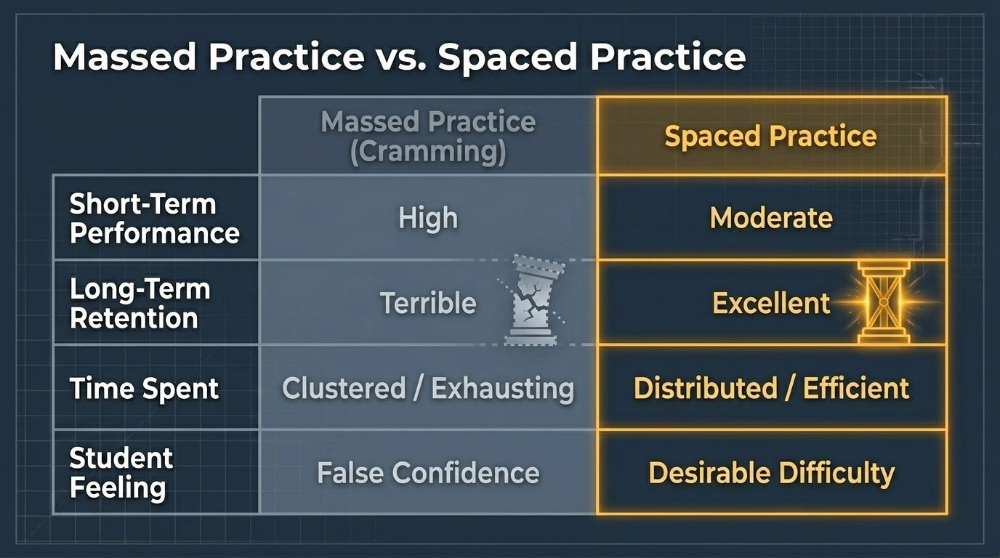 Massed Practice vs. Spaced Practice
Massed Practice
(Cramming)
Spaced Practice
Short-Term
Performance
High
Moderate
Long-Term
Retention
Terrible
Excellent
Time Spent
Clustered / Exhausting
Distributed / Efficient
Student
Feeling
False Confidence
Desirable Difficulty